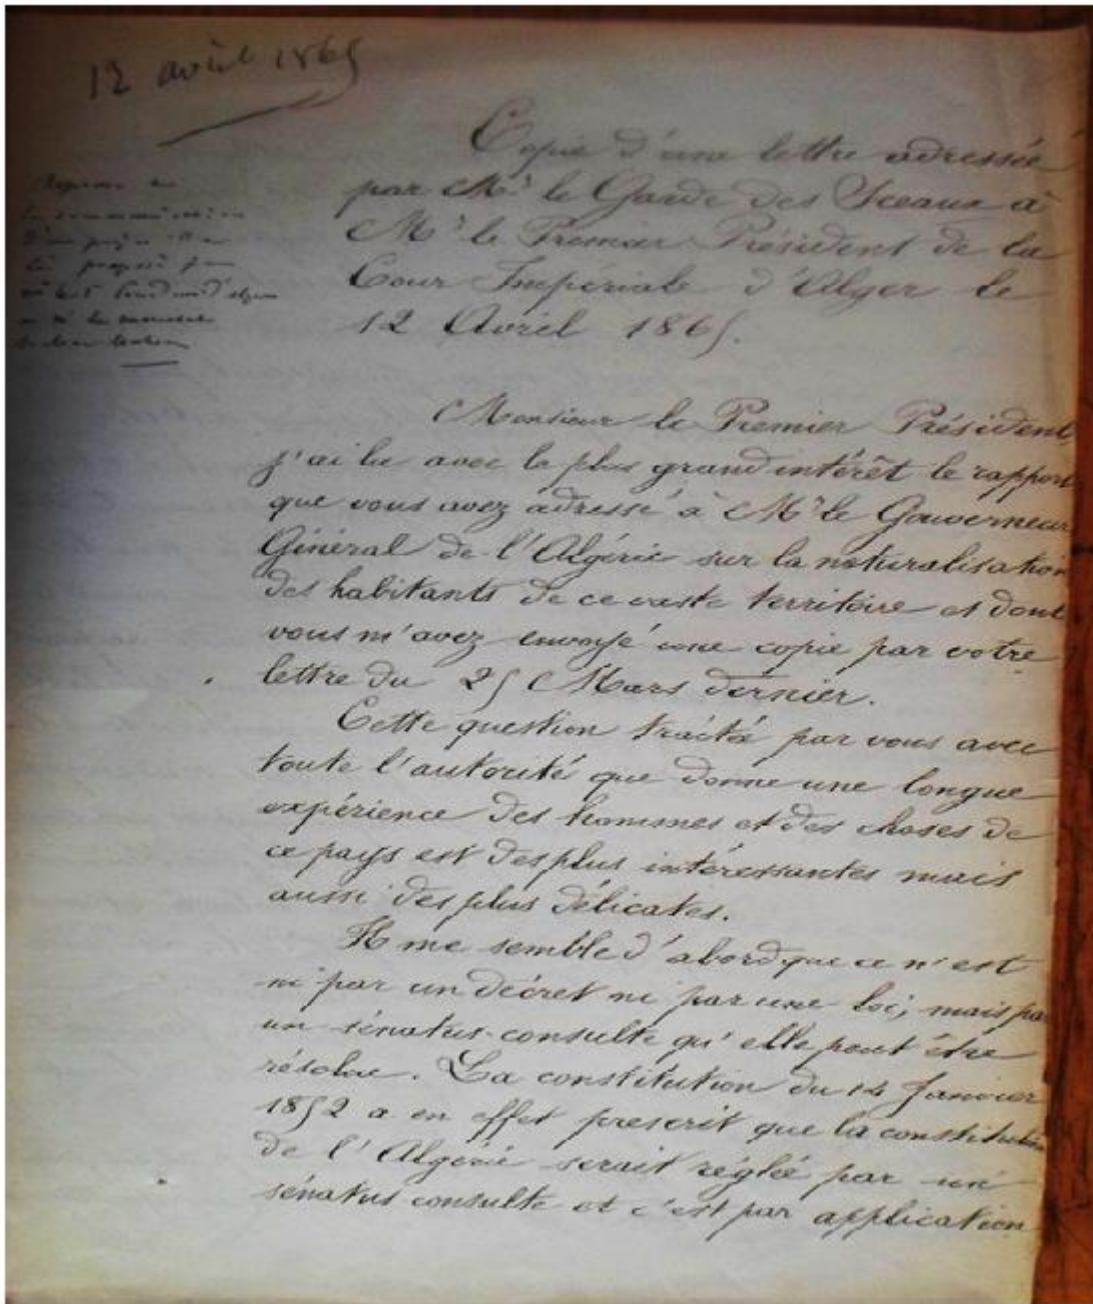 12 avril 1865
Copie d'une lettre adressée
par Mr le Garde des Sceaux à
Mr le Premier Président de la
Cour Impériale d'Alger le
12 Avril 1865.
Monsieur le Premier Président
j'ai lu avec le plus grand intérêt le rapport
que vous avez adressé à Mr le Gouverneur
Général de l'Algérie sur la naturalisation
des habitants de ce vaste territoire et dont
vous m'avez envoyé une copie par votre
lettre du 25 Mars dernier.
Cette question traitée par vous avec
toute l'autorité que donne une longue
expérience des hommes et des choses de
ce pays est des plus intéressantes mais
aussi des plus délicates.
Il me semble d'abord que ce n'est
ni par un décret ni par une loi, mais par
un sénatus-consulte qu'elle peut être
résolue. La constitution du 14 Janvier
1852 a en effet prescrit que la constitution
de l'Algérie serait réglée par un
sénatus consulte et c'est par application